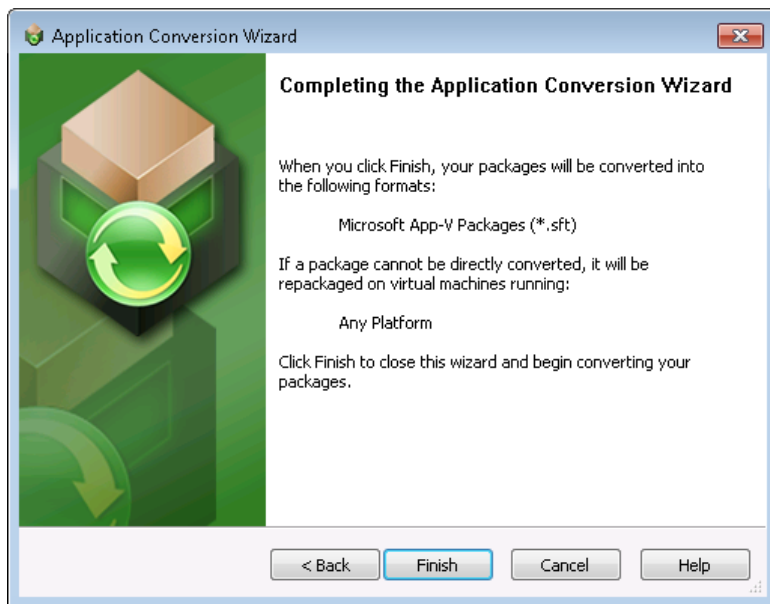 Application Conversion Wizard
Completing the Application Conversion Wizard
When you click Finish, your packages will be converted into
the following formats:
Microsoft App-V Packages (*.sft)
If a package cannot be directly converted, it will be
repackaged on virtual machines running:
Any Platform
Click Finish to close this wizard and begin converting your
packages.
< Back Finish Cancel Help